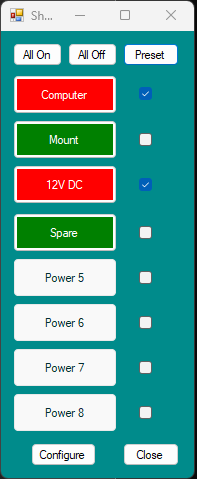 Sh...
All On All Off Preset
Computer
Mount
12V DC
Spare
Power 5
Power 6
Power 7
Power 8
Configure Close